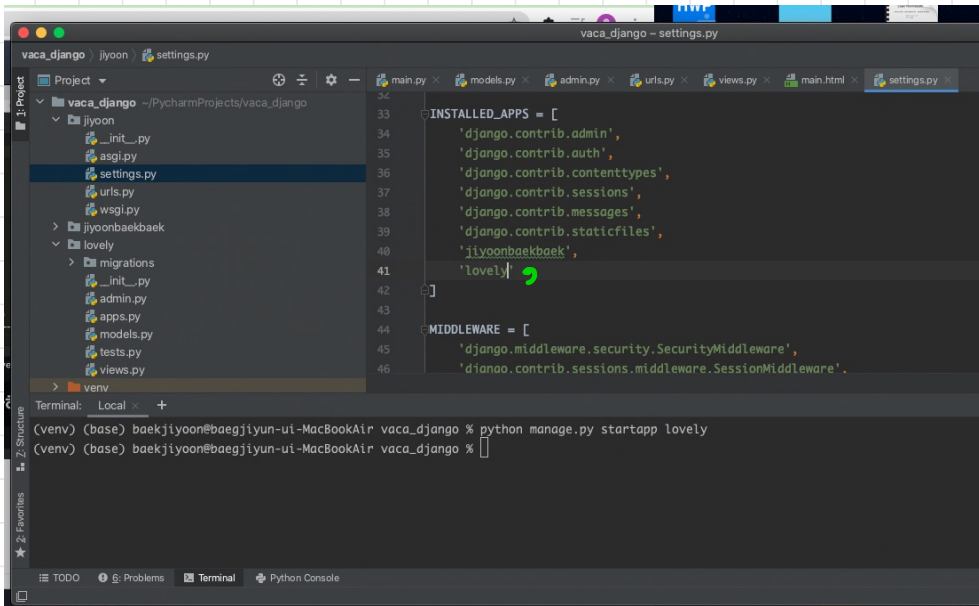 HWP
vaca_django – settings.py
vaca_django 〉 jiyoon 〉 settings.py
1: Project
Project
main.py ×
models.py ×
admin.py ×
urls.py ×
views.py ×
main.html ×
settings.py ×
vaca_django ~/PycharmProjects/vaca_django
jiyoon
__init__.py
asgi.py
settings.py
urls.py
wsgi.py
jiyoonbaekbaek
lovely
migrations
__init__.py
admin.py
apps.py
models.py
tests.py
views.py
venv
32
33 INSTALLED_APPS = [
34 'django.contrib.admin',
35 'django.contrib.auth',
36 'django.contrib.contenttypes',
37 'django.contrib.sessions',
38 'django.contrib.messages',
39 'django.contrib.staticfiles',
40 'jiyoonbaekbaek',
41 'lovely' ,
42 ]
43
44 MIDDLEWARE = [
45 'django.middleware.security.SecurityMiddleware',
46 'django.contrib.sessions.middleware.SessionMiddleware',
Terminal: Local × +
(venv) (base) baekjiyoon@baegjiyun-ui-MacBookAir vaca_django % python manage.py startapp lovely
(venv) (base) baekjiyoon@baegjiyun-ui-MacBookAir vaca_django %
Z: Structure
2: Favorites
TODO
6: Problems
Terminal
Python Console